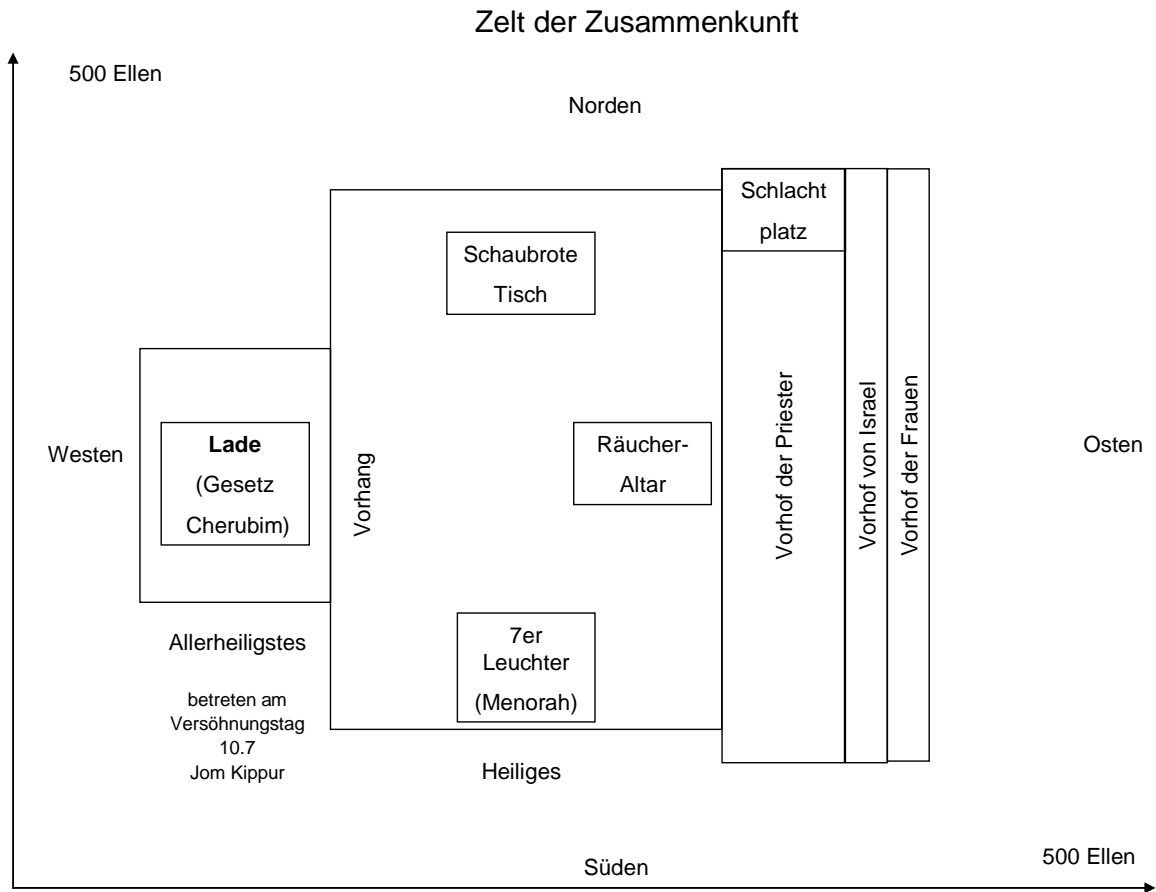 Zelt der Zusammenkunft
500 Ellen
Norden
Schlacht
platz
Schaubrote
Tisch
Westen
Lade
(Gesetz
Cherubim)
Vorhang
Räucher-
Altar
Vorhof der Priester
Vorhof von Israel
Vorhof der Frauen
Osten
7er
Leuchter
(Menorah)
Allerheiligstes
betreten am
Versöhnungstag
10.7
Jom Kippur
Heiliges
Süden
500 Ellen